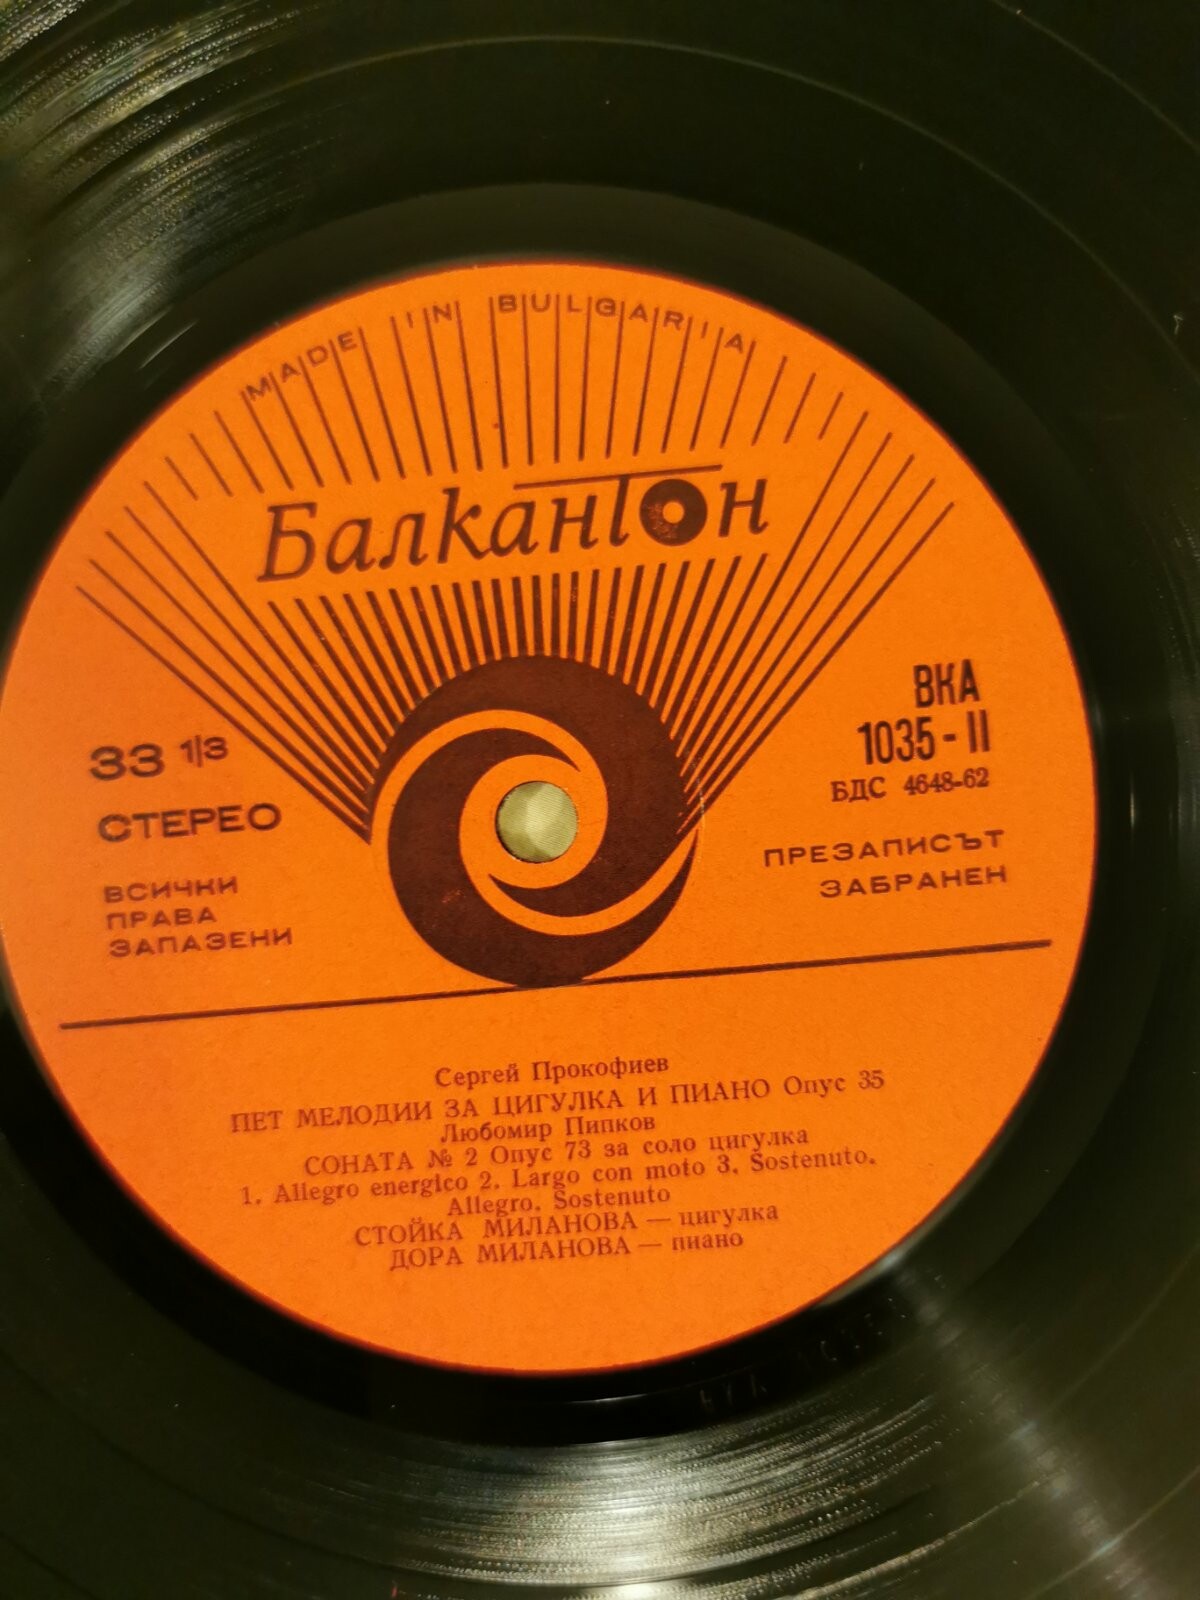 MADE IN BULGARIA
Балкантон
33 1/3
СТЕРЕО
ВСИЧКИ
ПРАВА
ЗАПАЗЕНИ
ВКА
1035-II
БДС 4648-62
ПРЕЗАПИСЪТ
ЗАБРАНЕН
Сергей Прокофиев
ПЕТ МЕЛОДИИ ЗА ЦИГУЛКА И ПИАНО Опус 35
Любомир Пипков
СОНАТА № 2 Опус 73 за соло цигулка
1. Allegro energico 2. Largo con moto 3. Sostenuto.
Allegro. Sostenuto
СТОЙКА МИЛАНОВА — цигулка
ДОРА МИЛАНОВА — пиано